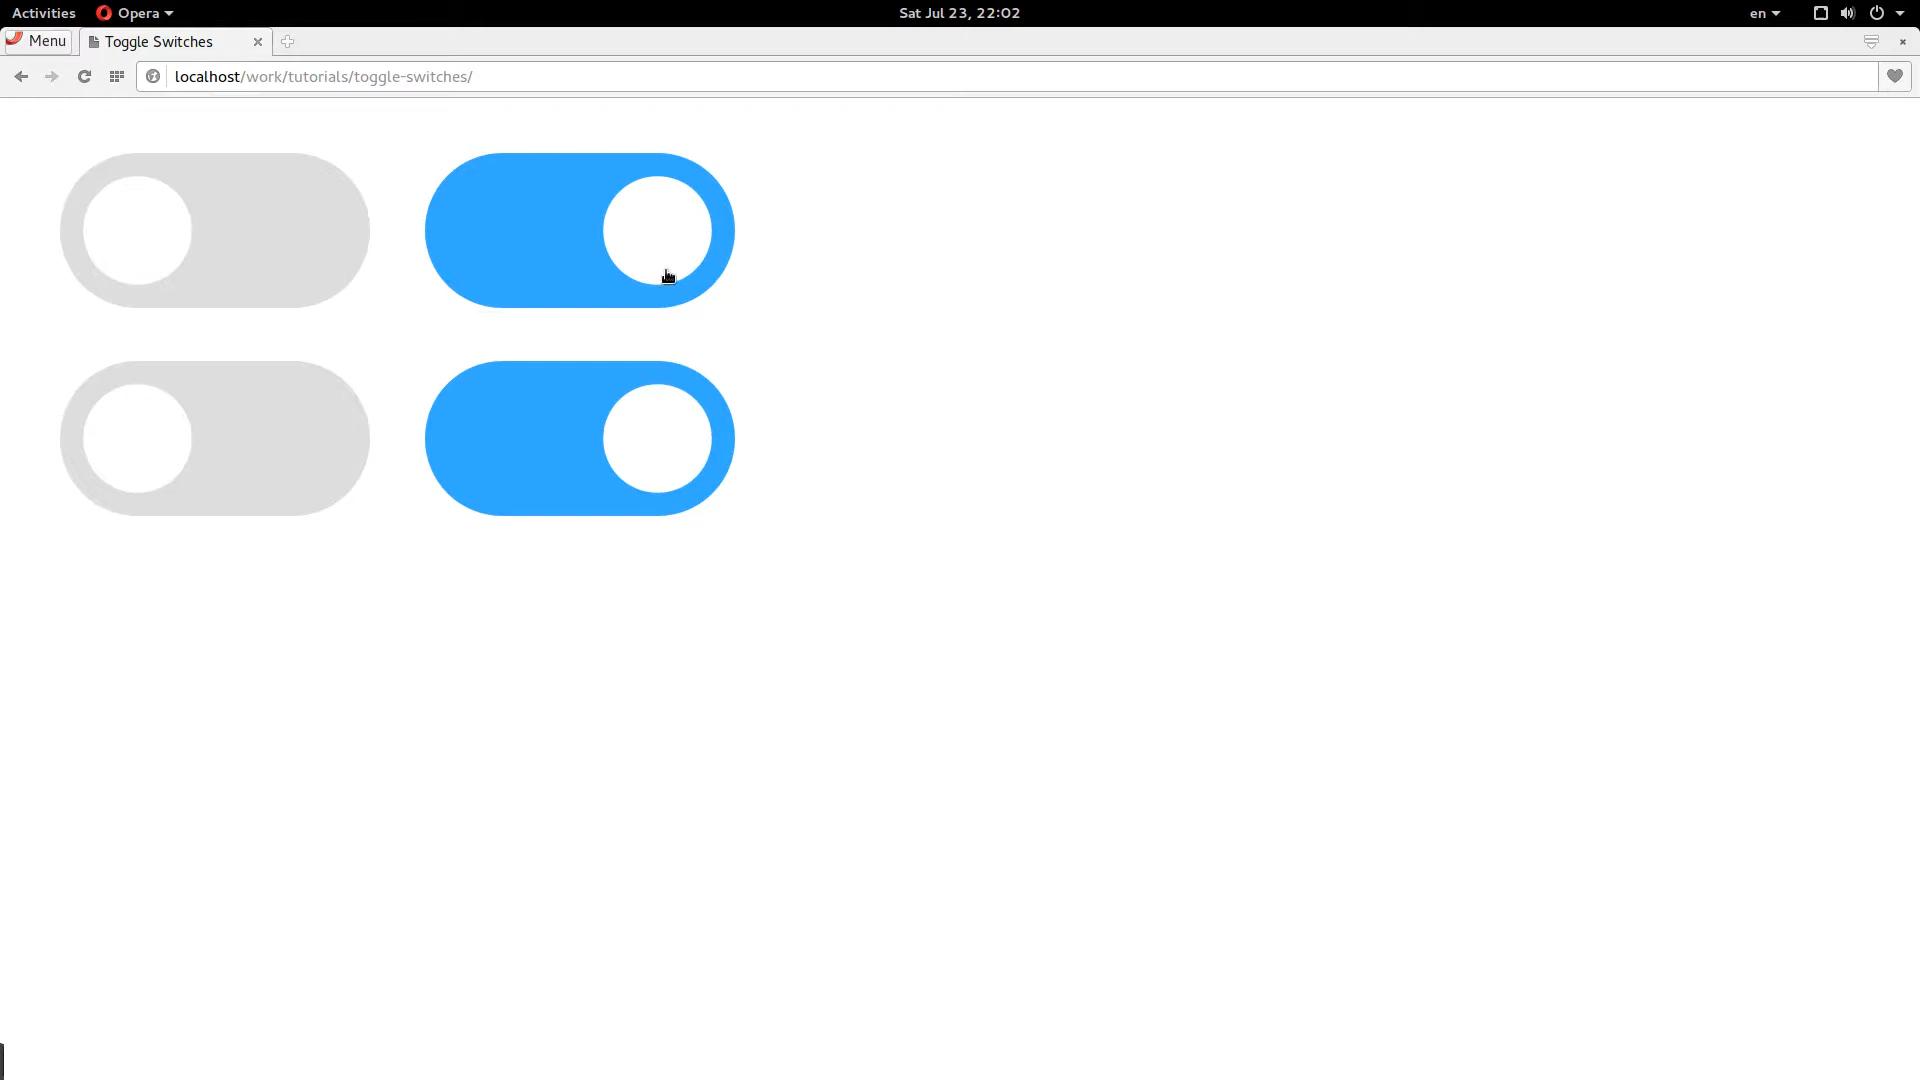 Activities Opera Sat Jul 23, 22:02 en
Menu Toggle Switches
localhost/work/tutorials/toggle-switches/